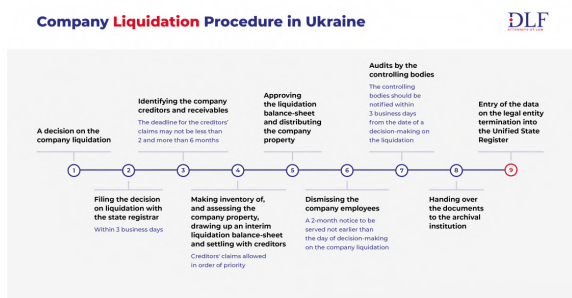 Company Liquidation Procedure in Ukraine
DLF
ATTORNEYS-AT-LAW
A decision on the
company liquidation
1
Filing the decision
on liquidation with
the state registrar
Within 3 business days
2
Identifying the company
creditors and receivables
The deadline for the creditors'
claims may not be less than
2 and more than 6 months
3
Making inventory of,
and assessing the
company property,
drawing up an interim
liquidation balance-sheet
and settling with creditors
Creditors' claims allowed
in order of priority
4
Approving
the liquidation
balance-sheet
and distributing
the company
property
5
Dismissing the
company employees
A 2-month notice to be
served not earlier than
the day of decision-making
on the company liquidation
6
Audits by the
controlling bodies
The controlling
bodies should be
notified within
3 business days
from the date of a
decision-making on
the liquidation
7
Handing over
the documents
to the archival
institution
8
Entry of the data
on the legal entity
termination into
the Unified State
Register
9